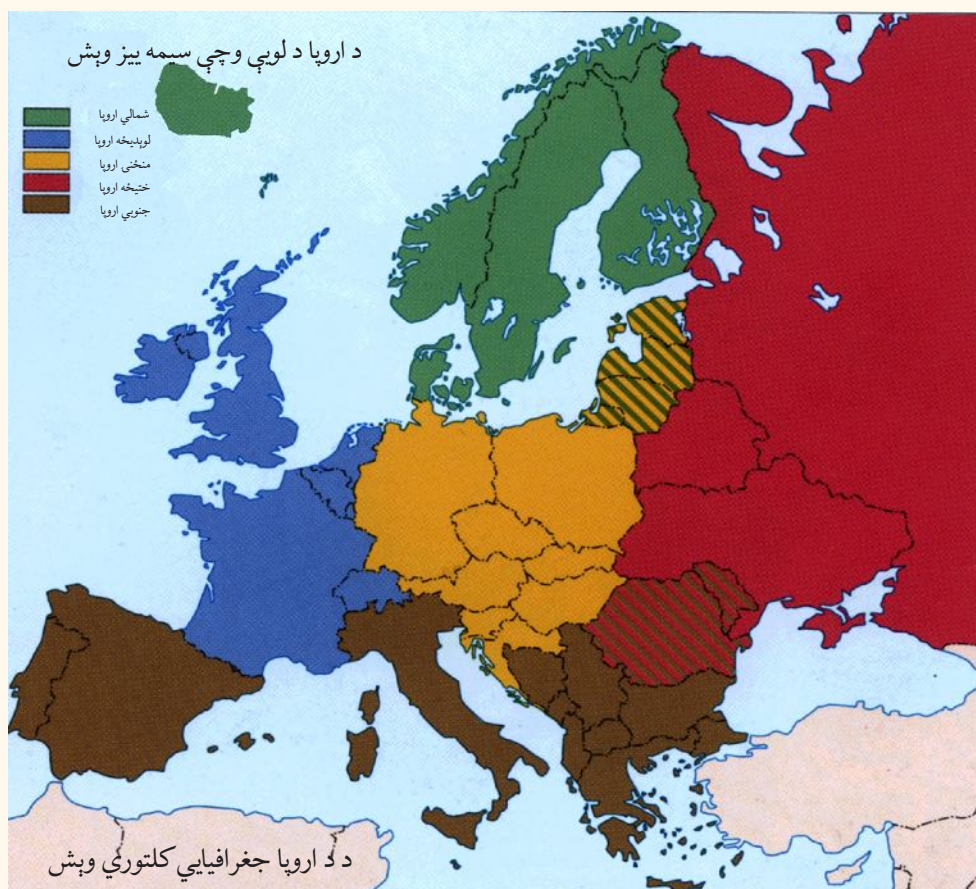 د اروپا د لويې وچې سيمه ييز وېش
شمالي اروپا
لوېديځه اروپا
منځنی اروپا
ختيځه اروپا
جنوبي اروپا
د د اروپا جغرافيايي کلتوري وېش